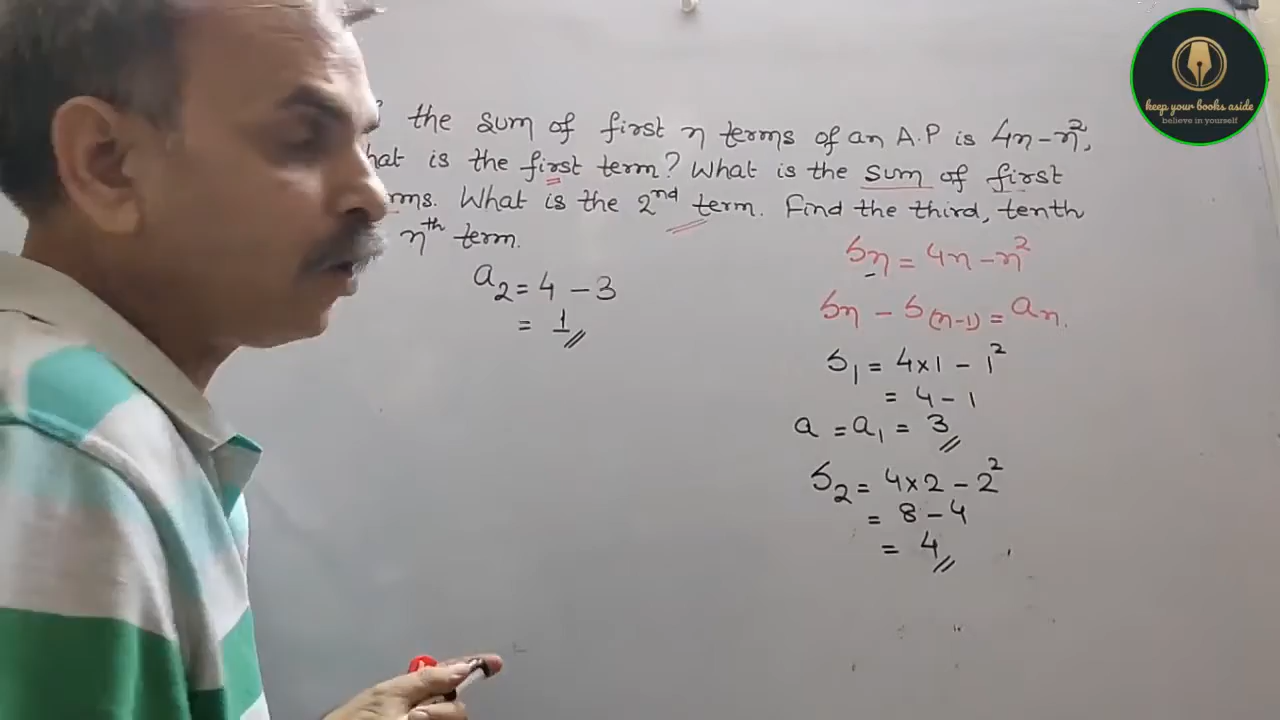 the sum of first n terms of an A.P is 4n-n²,
hat is the first term? What is the sum of first
rms. What is the 2nd term. Find the third, tenth
nth term.
a₂ = 4 - 3
= 1
Sn = 4n - n²
Sn - S(n-1) = an.
S₁ = 4×1 - 1²
= 4 - 1
a = a₁ = 3
S₂ = 4×2 - 2²
= 8 - 4
= 4
keep your books aside
believe in yourself